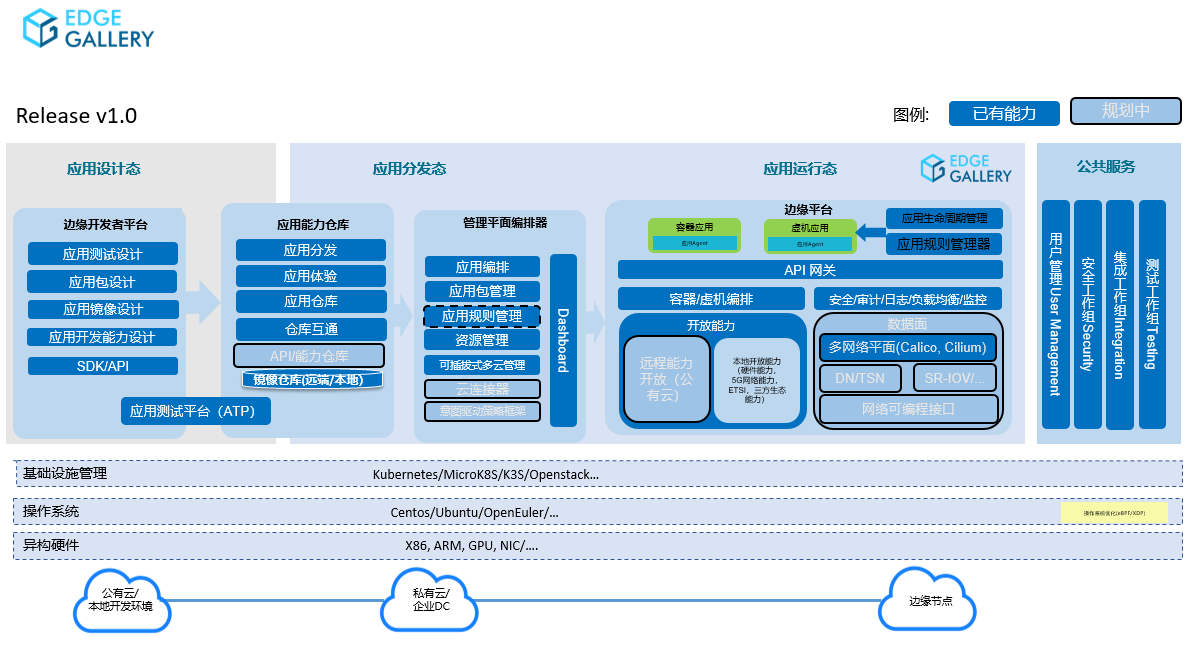 EDGE
GALLERY
Release v1.0
图例:
已有能力
规划中
应用设计态
应用分发态
应用运行态
EDGE
GALLERY
公共服务
边缘开发者平台
应用测试设计
应用包设计
应用镜像设计
应用开发能力设计
SDK/API
应用测试平台（ATP）
应用能力仓库
应用分发
应用体验
应用仓库
仓库互通
API/能力仓库
镜像仓库(远端/本地)
管理平面编排器
应用编排
应用包管理
应用规则管理
资源管理
可插拔式多云管理
云连接器
意图驱动策略框架
Dashboard
边缘平台
容器应用
应用Agent
虚机应用
应用Agent
应用生命周期管理
应用规则管理器
API 网关
容器/虚机编排
安全/审计/日志/负载均衡/监控
开放能力
远程能力
开放（公
有云）
本地开放能力
(硬件能力,
5G网络能力,
ETSI，三方生态
能力)
数据面
多网络平面(Calico, Cilium)
DN/TSN
SR-IOV/...
网络可编程接口
用户管理User Management
安全工作组Security
集成工作组Integration
测试工作组Testing
基础设施管理
Kubernetes/MicroK8S/K3S/Openstack...
操作系统
Centos/Ubuntu/OpenEuler/...
操作系统优化(eBPF/XDP)
异构硬件
X86, ARM, GPU, NIC/....
公有云/
本地开发环境
私有云/
企业DC
边缘节点